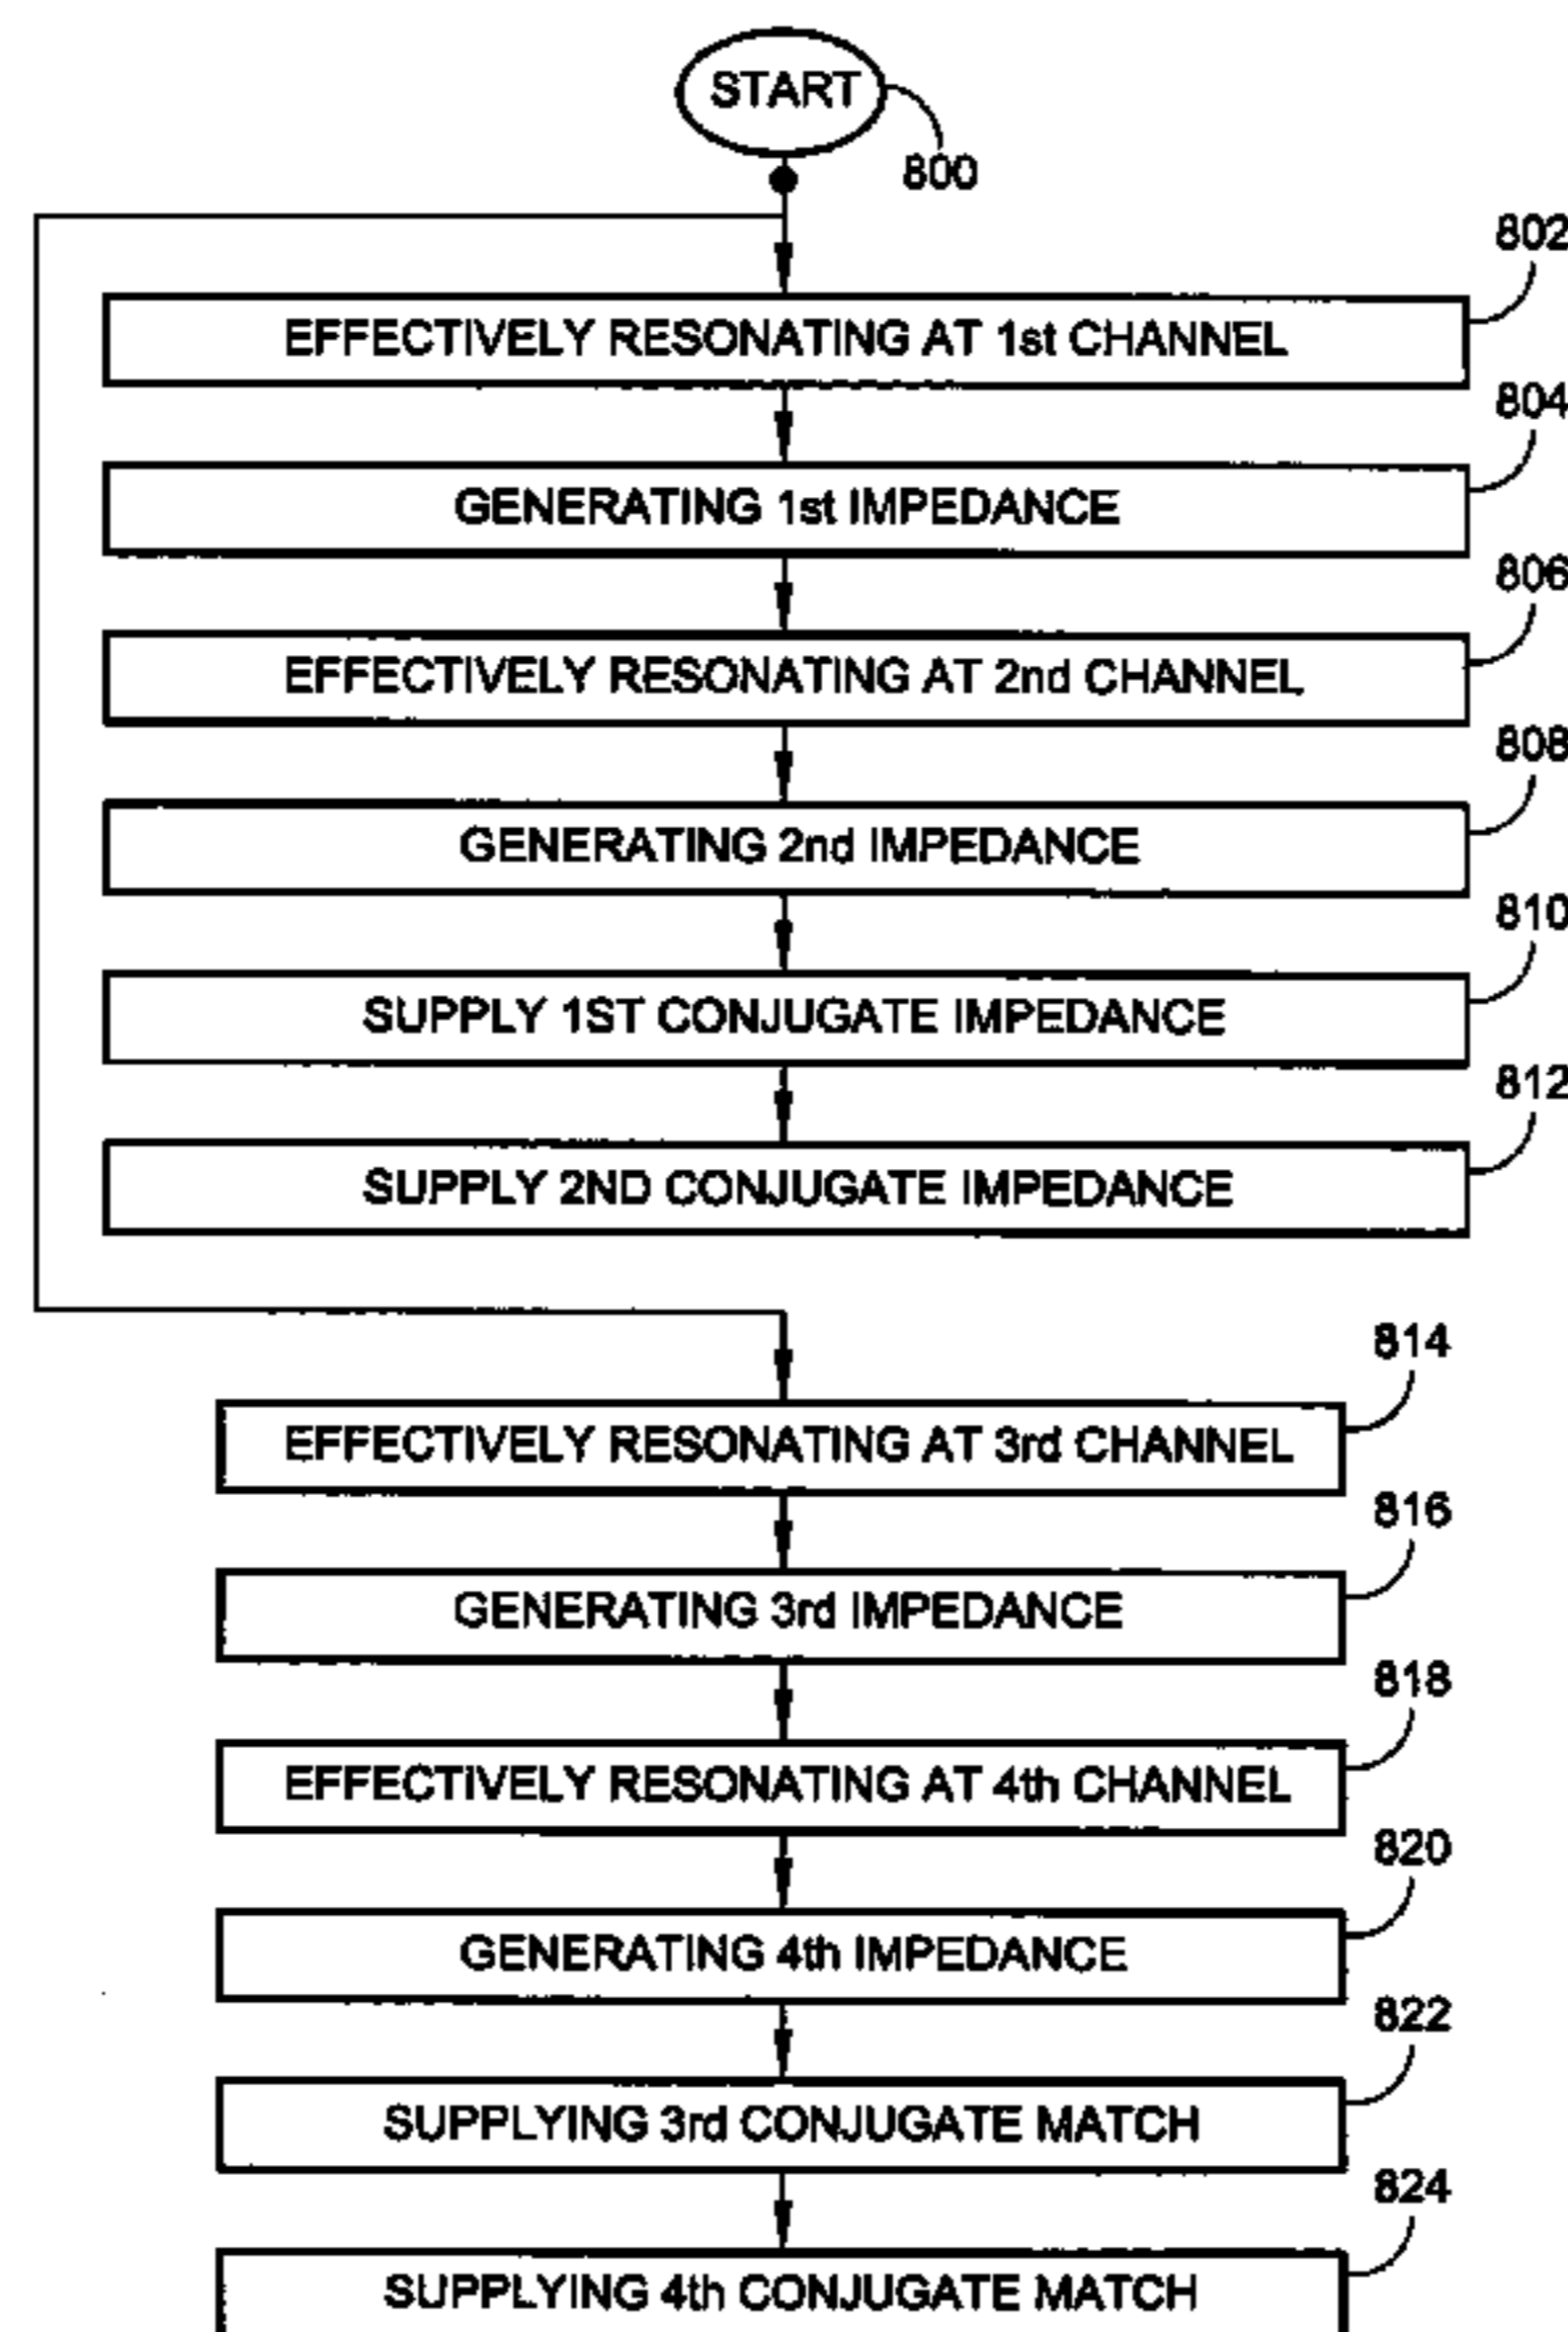 START
800
802
EFFECTIVELY RESONATING AT 1st CHANNEL
804
GENERATING 1st IMPEDANCE
806
EFFECTIVELY RESONATING AT 2nd CHANNEL
808
GENERATING 2nd IMPEDANCE
810
SUPPLY 1ST CONJUGATE IMPEDANCE
812
SUPPLY 2ND CONJUGATE IMPEDANCE
814
EFFECTIVELY RESONATING AT 3rd CHANNEL
816
GENERATING 3rd IMPEDANCE
818
EFFECTIVELY RESONATING AT 4th CHANNEL
820
GENERATING 4th IMPEDANCE
822
SUPPLYING 3rd CONJUGATE MATCH
824
SUPPLYING 4th CONJUGATE MATCH